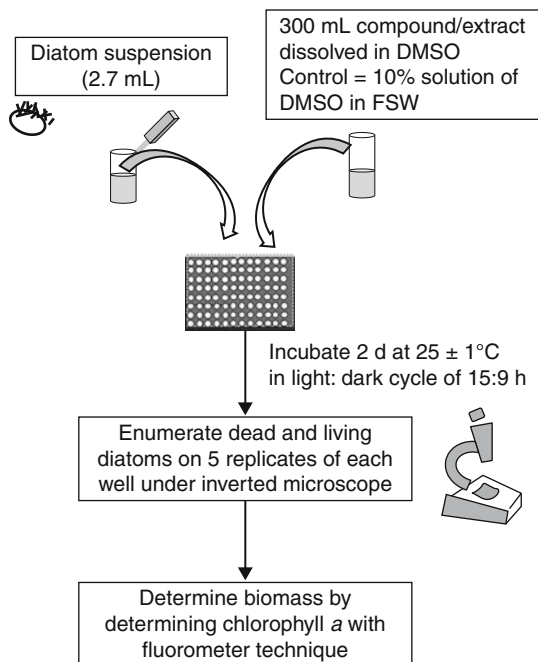 Diatom suspension
(2.7 mL)
300 mL compound/extract
dissolved in DMSO
Control = 10% solution of
DMSO in FSW
Incubate 2 d at 25 ± 1°C
in light: dark cycle of 15:9 h
Enumerate dead and living
diatoms on 5 replicates of each
well under inverted microscope
Determine biomass by
determining chlorophyll a with
fluorometer technique